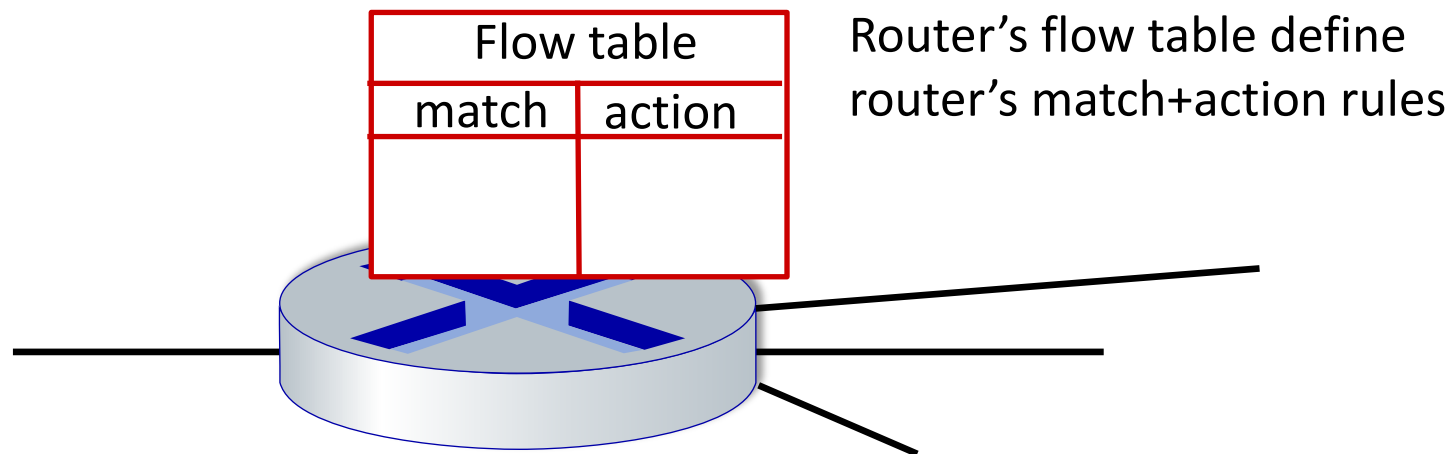 Flow table
match action
Router’s flow table define
router’s match+action rules